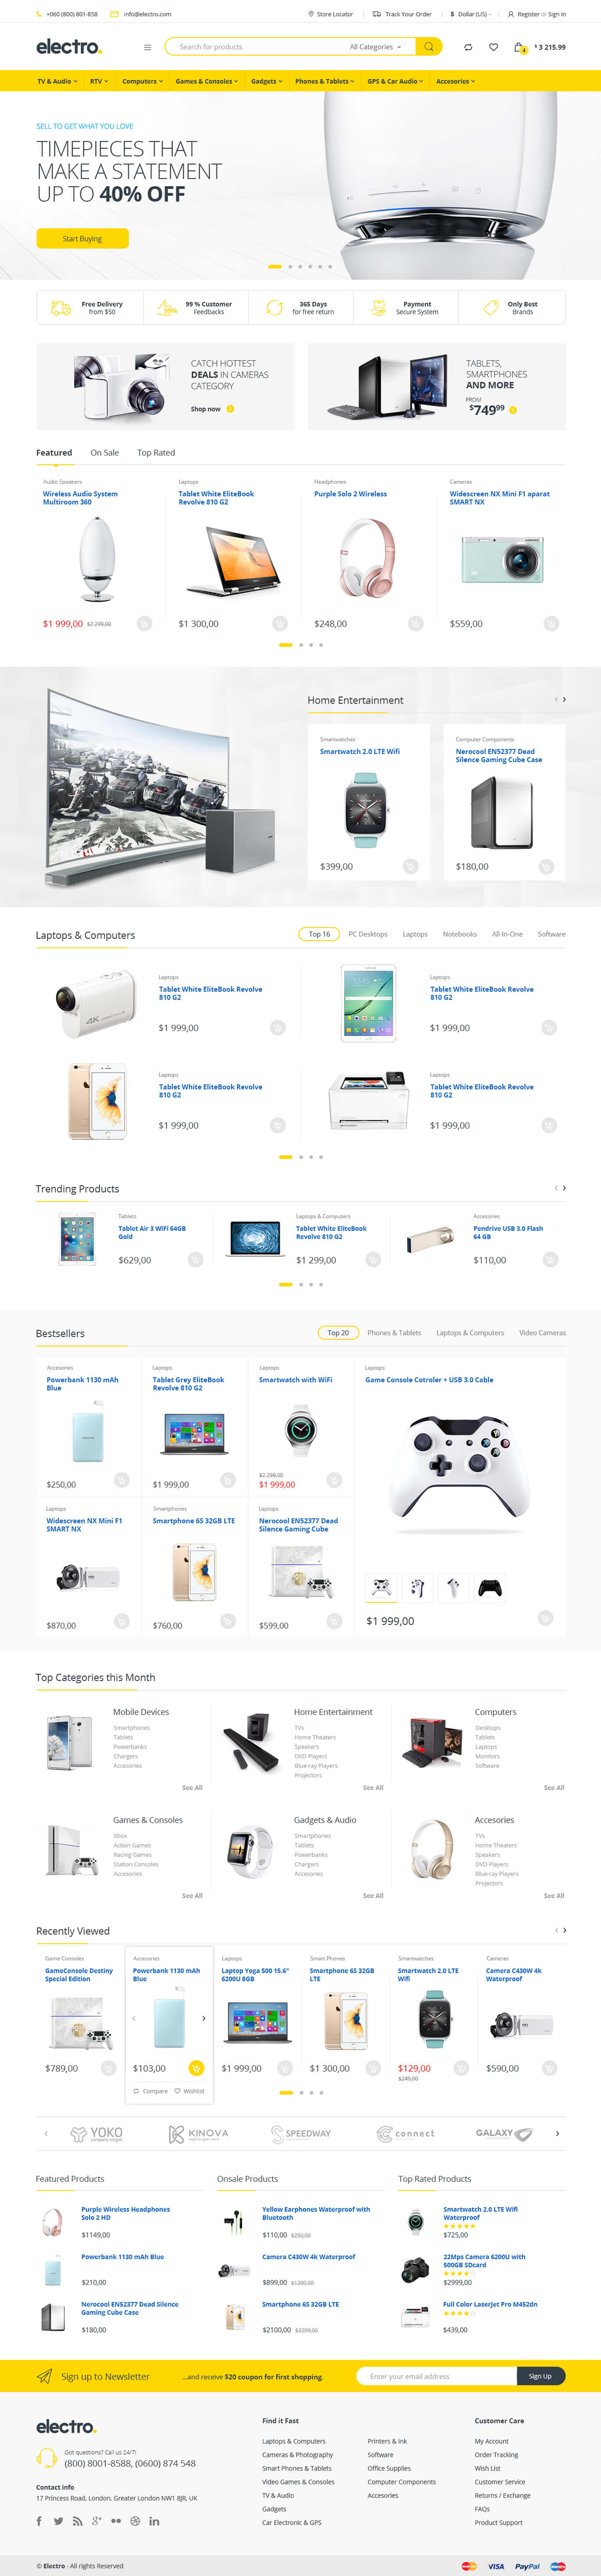 +060 (800) 801-858 info@electro.com Store Locator Track Your Order $ Dollar (US) Register or Sign in
electro. Search for products All Categories 4 $ 3 215.99
TV & Audio RTV Computers Games & Consoles Gadgets Phones & Tablets GPS & Car Audio Accesories
SELL TO GET WHAT YOU LOVE
TIMEPIECES THAT
MAKE A STATEMENT
UP TO 40% OFF
Start Buying
Free Delivery
from $50
99 % Customer
Feedbacks
365 Days
for free return
Payment
Secure System
Only Best
Brands
CATCH HOTTEST
DEALS IN CAMERAS
CATEGORY
Shop now
TABLETS,
SMARTPHONES
AND MORE
FROM
$749 99
Featured On Sale Top Rated
Audio Speakers
Wireless Audio System
Multiroom 360
$1 999,00 $2 299,00
Laptops
Tablet White EliteBook
Revolve 810 G2
$1 300,00
Headphones
Purple Solo 2 Wireless
$248,00
Cameras
Widescreen NX Mini F1 aparat
SMART NX
$559,00
Home Entertainment
Smartwatches
Smartwatch 2.0 LTE Wifi
$399,00
Computer Componenets
Nerocool EN52377 Dead
Silence Gaming Cube Case
$180,00
Laptops & Computers
Top 16 PC Desktops Laptops Notebooks All-In-One Software
4K
Laptops
Tablet White EliteBook Revolve
810 G2
$1 999,00
Laptops
Tablet White EliteBook Revolve
810 G2
$1 999,00
Laptops
Tablet White EliteBook Revolve
810 G2
$1 999,00
Laptops
Tablet White EliteBook Revolve
810 G2
$1 999,00
Trending Products
Tablets
Tablet Air 3 WiFi 64GB
Gold
$629,00
Laptops & Computers
Tablet White EliteBook
Revolve 810 G2
$1 299,00
Accesories
Pendrive USB 3.0 Flash
64 GB
$110,00
Bestsellers
Top 20 Phones & Tablets Laptops & Computers Video Cameras
Accesories
Powerbank 1130 mAh
Blue
$250,00
Laptops
Tablet Grey EliteBook
Revolve 810 G2
$1 999,00
Laptops
Smartwatch with WiFi
$2 299,00
$1 999,00
Laptops
Game Console Cotroler + USB 3.0 Cable
$1 999,00
Laptops
Widescreen NX Mini F1
SMART NX
$870,00
Smartphones
Smartphone 6S 32GB LTE
$760,00
Laptops
Nerocool EN52377 Dead
Silence Gaming Cube
$599,00
Top Categories this Month
Mobile Devices
Smartphones
Tablets
Powerbanks
Chargers
Accesories
See All
Home Entertainment
TVs
Home Theaters
Speakers
DVD Players
Blue-ray Players
Projectors
See All
Computers
Desktops
Tablets
Laptops
Monitors
Software
See All
Games & Consoles
Xbox
Action Games
Racing Games
Station Consoles
Accesories
See All
Gadgets & Audio
Smartphones
Tablets
Powerbanks
Chargers
Accesories
See All
Accesories
TVs
Home Theaters
Speakers
DVD Players
Blue-ray Players
Projectors
See All
Recently Viewed
Game Consoles
GameConsole Destiny
Special Edition
$789,00
Accesories
Powerbank 1130 mAh
Blue
$103,00
Compare Wishlist
Laptops
Laptop Yoga 500 15.6"
6200U 8GB
$1 999,00
Smart Phones
Smartphone 6S 32GB
LTE
$1 300,00
Smartwatches
Smartwatch 2.0 LTE
Wifi
$129,00
$249,00
Cameras
Camera C430W 4k
Waterproof
$590,00
YOKO KINOVA SPEEDWAY connect GALAXY
Featured Products
Purple Wireless Headphones
Solo 2 HD
$1149,00
Powerbank 1130 mAh Blue
$210,00
Nerocool EN52377 Dead Silence
Gaming Cube Case
$180,00
Onsale Products
Yellow Earphones Waterproof with
Bluetooth
$110,00 $250,00
Camera C430W 4k Waterproof
$899,00 $1200,00
Smartphone 6S 32GB LTE
$2100,00 $3299,00
Top Rated Products
Smartwatch 2.0 LTE Wifi
Waterproof
$725,00
22Mps Camera 6200U with
500GB SDcard
$2999,00
Full Color LaserJet Pro M452dn
$439,00
Sign up to Newsletter ...and receive $20 coupon for first shopping. Enter your email address Sign Up
electro.
Got questions? Call us 24/7!
(800) 8001-8588, (0600) 874 548
Contact info
17 Princess Road, London, Greater London NW1 8JR, UK
Find it Fast
Laptops & Computers
Cameras & Photography
Smart Phones & Tablets
Video Games & Consoles
TV & Audio
Gadgets
Car Electronic & GPS
Printers & Ink
Software
Office Supplies
Computer Components
Accesories
Customer Care
My Account
Order Tracking
Wish List
Customer Service
Returns / Exchange
FAQs
Product Support
© Electro - All rights Reserved VISA PayPal